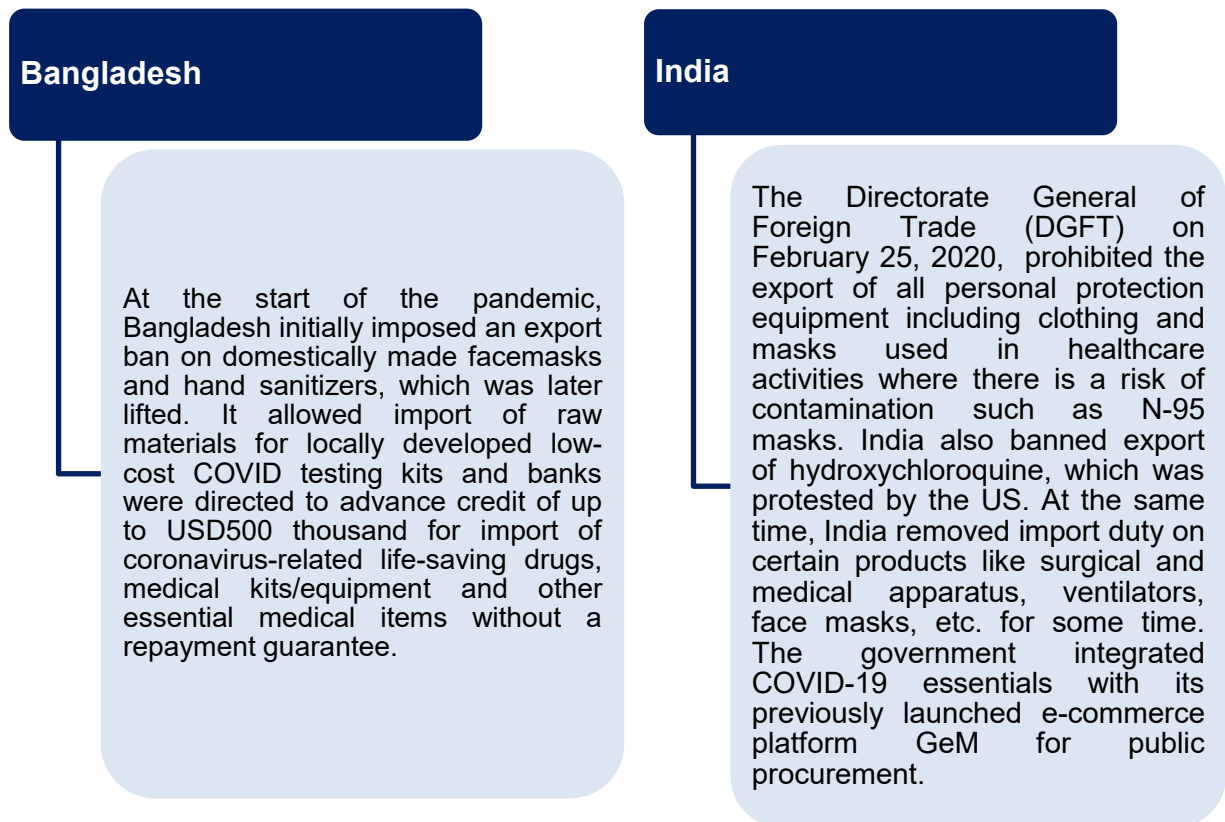 Bangladesh
At the start of the pandemic,
Bangladesh initially imposed an export
ban on domestically made facemasks
and hand sanitizers, which was later
lifted. It allowed import of raw
materials for locally developed low-
cost COVID testing kits and banks
were directed to advance credit of up
to USD500 thousand for import of
coronavirus-related life-saving drugs,
medical kits/equipment and other
essential medical items without a
repayment guarantee.
India
The Directorate General of
Foreign Trade (DGFT) on
February 25, 2020, prohibited the
export of all personal protection
equipment including clothing and
masks used in healthcare
activities where there is a risk of
contamination such as N-95
masks. India also banned export
of hydroxychloroquine, which was
protested by the US. At the same
time, India removed import duty on
certain products like surgical and
medical apparatus, ventilators,
face masks, etc. for some time.
The government integrated
COVID-19 essentials with its
previously launched e-commerce
platform GeM for public
procurement.